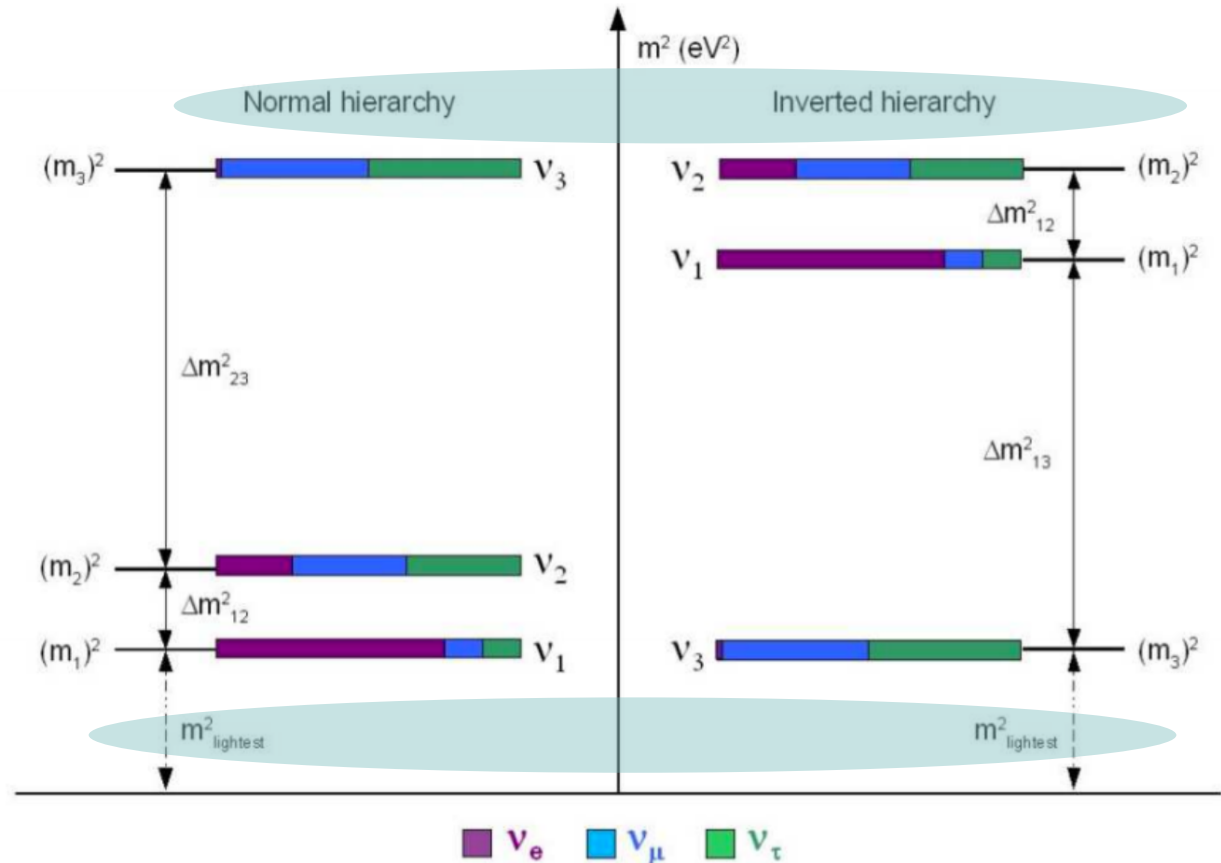 m² (eV²)
Normal hierarchy
Inverted hierarchy
(m₃)²
ν₃
ν₂
(m₂)²
Δm²₁₂
ν₁
(m₁)²
Δm²₂₃
Δm²₁₃
(m₂)²
ν₂
Δm²₁₂
(m₁)²
ν₁
ν₃
(m₃)²
m²lightest
m²lightest
νe νμ ντ